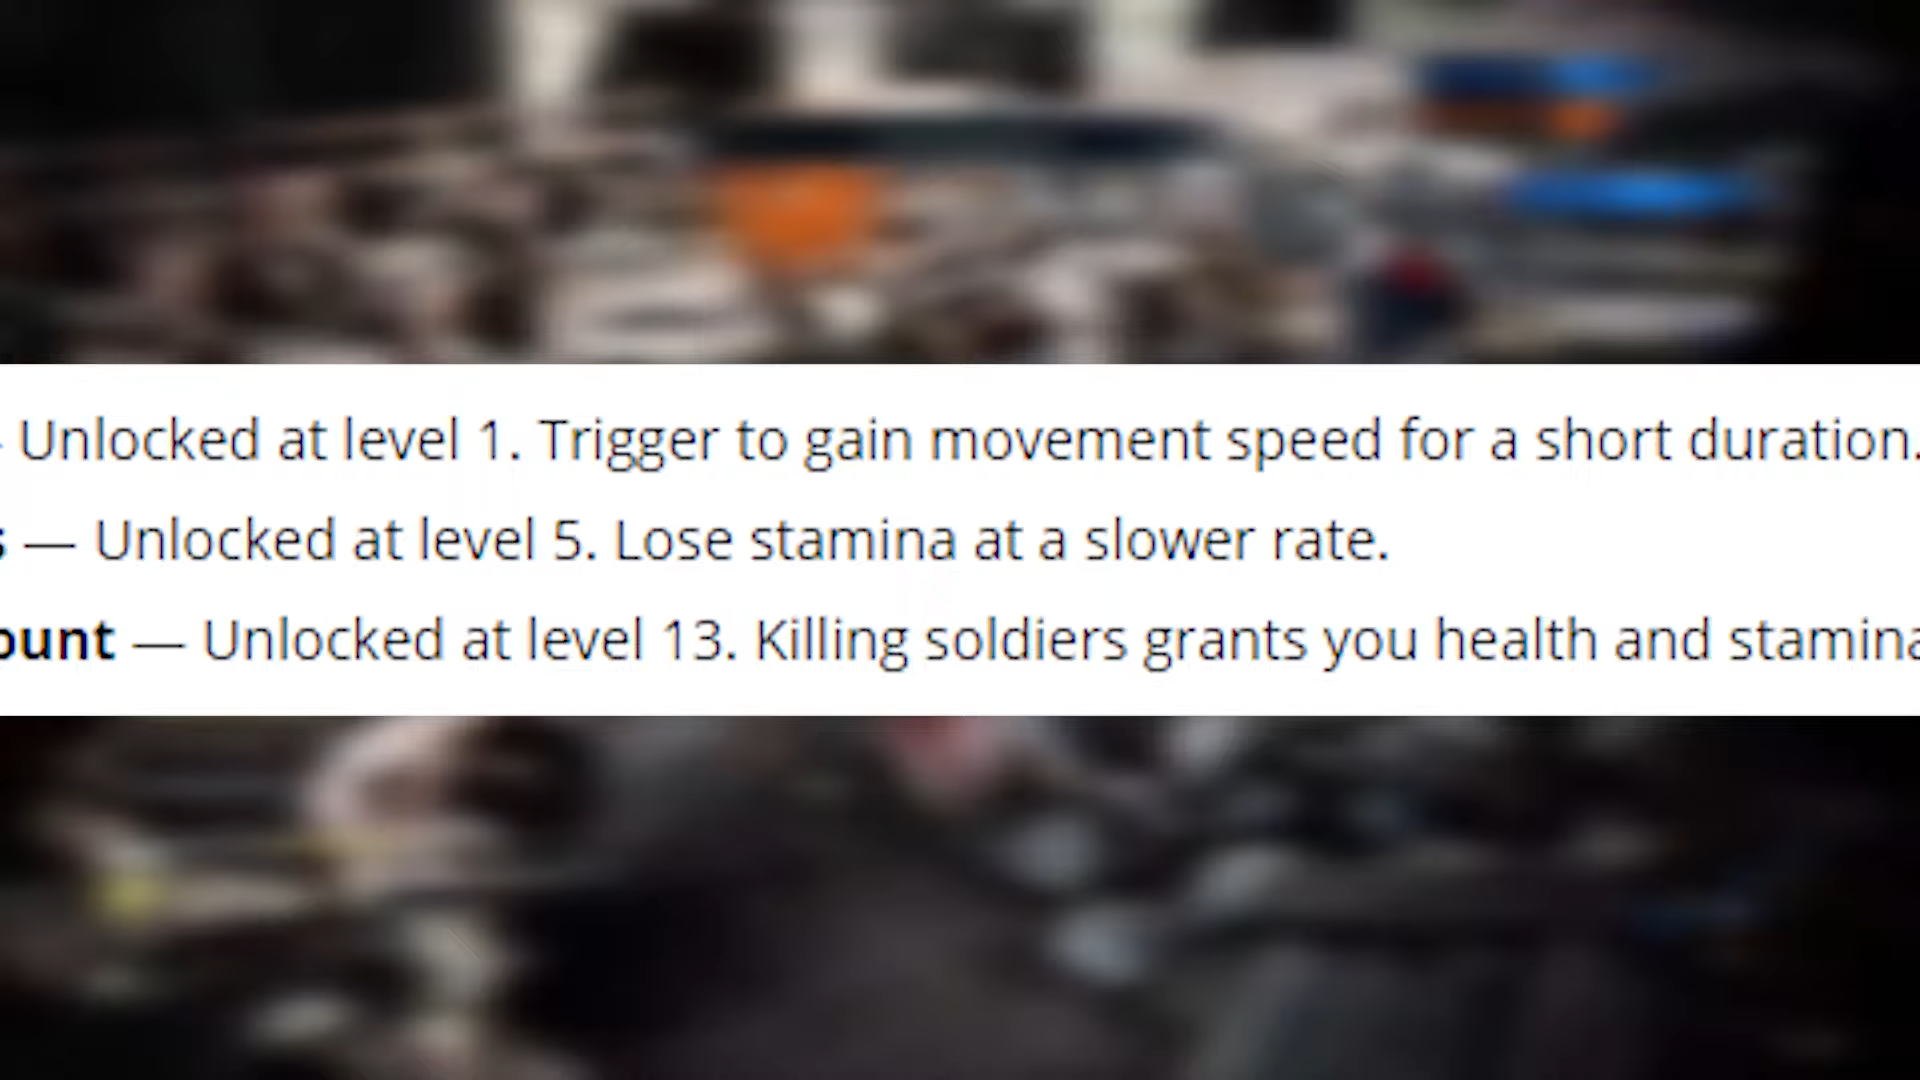 Unlocked at level 1. Trigger to gain movement speed for a short duration.
— Unlocked at level 5. Lose stamina at a slower rate.
ount — Unlocked at level 13. Killing soldiers grants you health and stamina